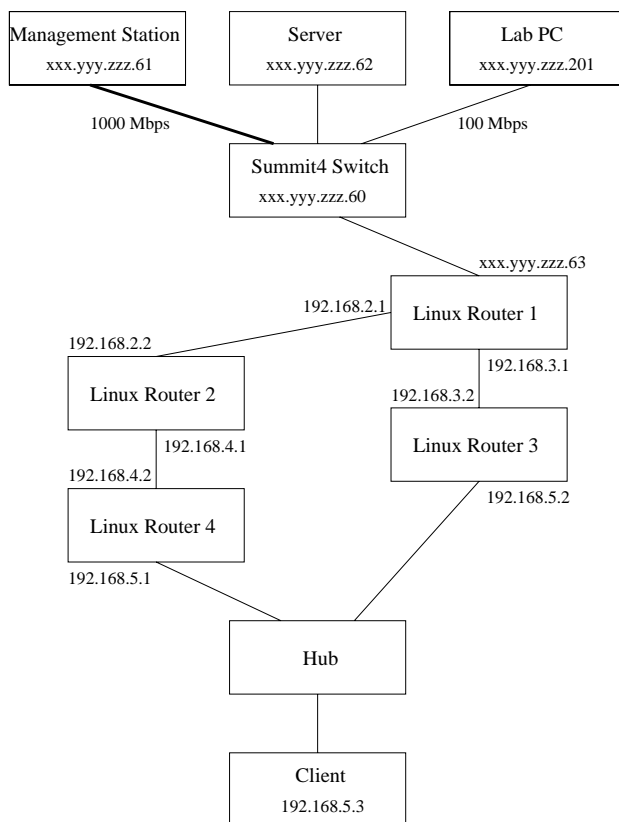 Management Station
xxx.yyy.zzz.61
Server
xxx.yyy.zzz.62
Lab PC
xxx.yyy.zzz.201
1000 Mbps
100 Mbps
Summit4 Switch
xxx.yyy.zzz.60
xxx.yyy.zzz.63
192.168.2.1
Linux Router 1
192.168.2.2
192.168.3.1
Linux Router 2
192.168.3.2
192.168.4.1
Linux Router 3
192.168.4.2
192.168.5.2
Linux Router 4
192.168.5.1
Hub
Client
192.168.5.3